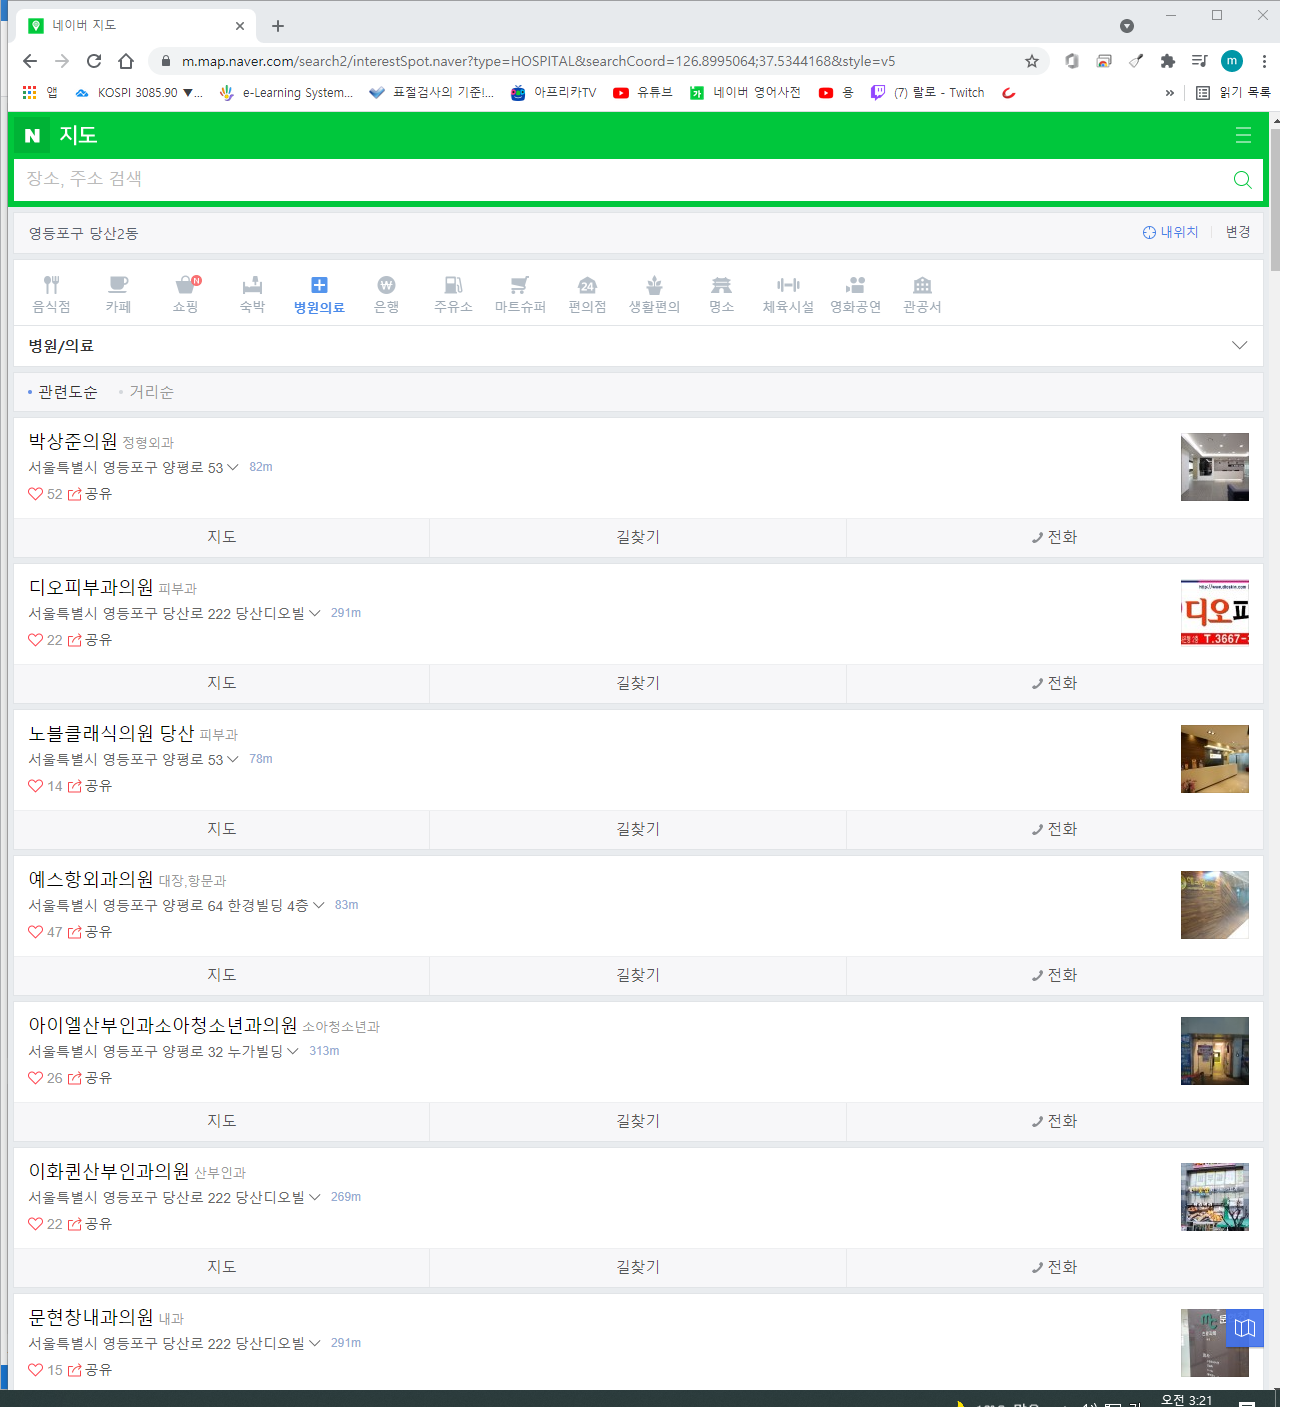 네이버 지도
m.map.naver.com/search2/interestSpot.naver?type=HOSPITAL&searchCoord=126.8995064;37.5344168&style=v5
m
앱 KOSPI 3085.90 ▼... e-Learning System... 표절검사의 기준!... 아프리카TV 유튜브 네이버 영어사전 용 (7) 랄로 - Twitch » 읽기 목록
N 지도
장소, 주소 검색
영등포구 당산2동 내위치 변경
음식점 카페 쇼핑 숙박 병원의료 은행 주유소 마트슈퍼 편의점 생활편의 명소 체육시설 영화공연 관공서
병원/의료
관련도순 거리순
박상준의원 정형외과
서울특별시 영등포구 양평로 53 82m
52 공유
지도 길찾기 전화
디오피부과의원 피부과
서울특별시 영등포구 당산로 222 당산디오빌 291m
22 공유
http://www.dioskin.com
디오피
T.3667-
지도 길찾기 전화
노블클래식의원 당산 피부과
서울특별시 영등포구 양평로 53 78m
14 공유
지도 길찾기 전화
예스항외과의원 대장,항문과
서울특별시 영등포구 양평로 64 한경빌딩 4층 83m
47 공유
지도 길찾기 전화
아이엘산부인과소아청소년과의원 소아청소년과
서울특별시 영등포구 양평로 32 누가빌딩 313m
26 공유
지도 길찾기 전화
이화퀸산부인과의원 산부인과
서울특별시 영등포구 당산로 222 당산디오빌 269m
22 공유
지도 길찾기 전화
문현창내과의원 내과
서울특별시 영등포구 당산로 222 당산디오빌 291m
15 공유
오전 3:21